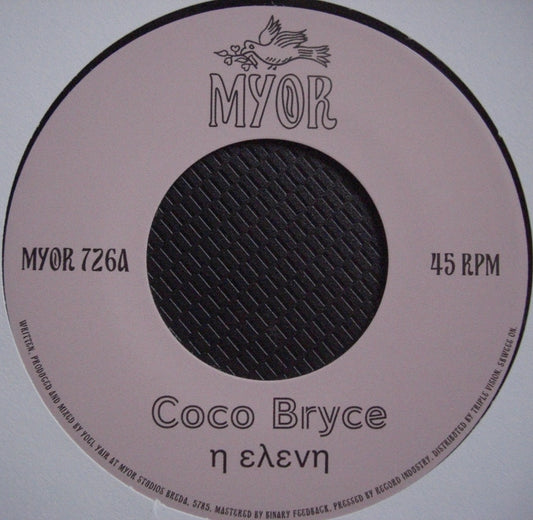 MYOR
MYOR 726A
45 RPM
Coco Bryce
η ελενη
WRITTEN, PRODUCED AND MIXED BY YOEL YAIR AT MYOR STUDIOS BREDA, 5785. MASTERED BY BINARY FEEDBACK. PRESSED BY RECORD INDUSTRY. DISTRIBUTED BY TRIPLE VISION. SKWEEE ON.